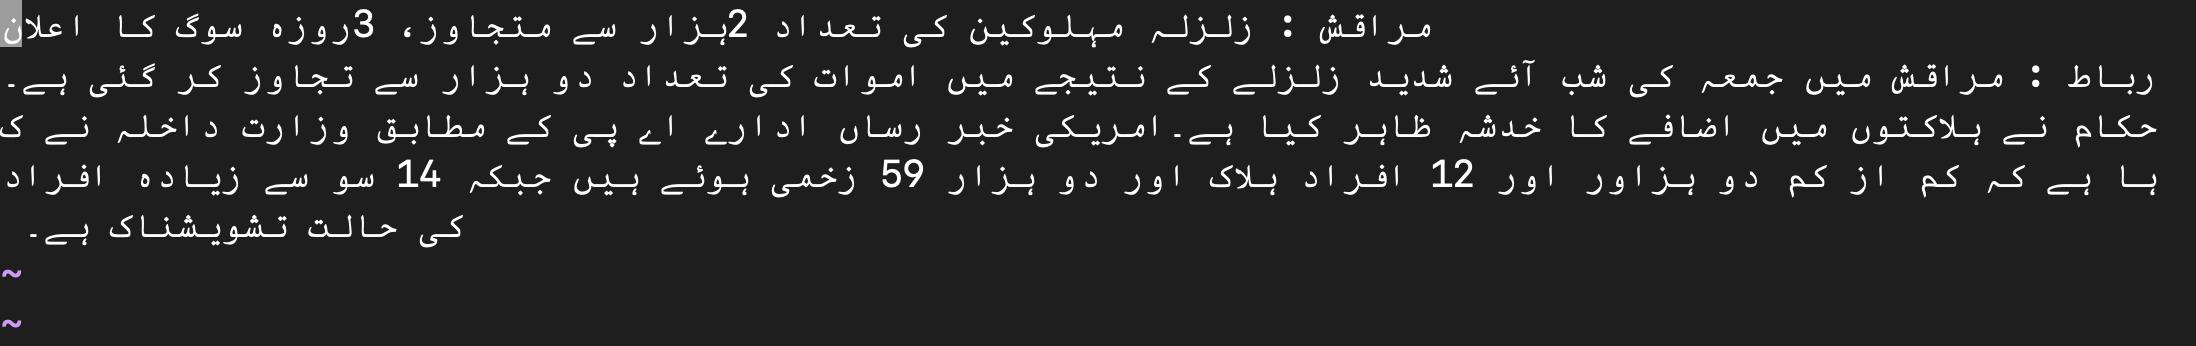 مراقش : زلزلہ مہلوکین کی تعداد 2ہزار سے متجاوز، 3روزہ سوگ کا اعلان
رباط : مراقش میں جمعہ کی شب آئے شدید زلزلے کے نتیجے میں اموات کی تعداد دو ہزار سے تجاوز کر گئی ہے۔
حکام نے ہلاکتوں میں اضافے کا خدشہ ظاہر کیا ہے۔امریکی خبر رساں ادارے اے پی کے مطابق وزارت داخلہ نے ک
ہا ہے کہ کم از کم دو ہزاور اور 12 افراد ہلاک اور دو ہزار 59 زخمی ہوئے ہیں جبکہ 14 سو سے زیادہ افراد
کی حالت تشویشناک ہے۔
~
~